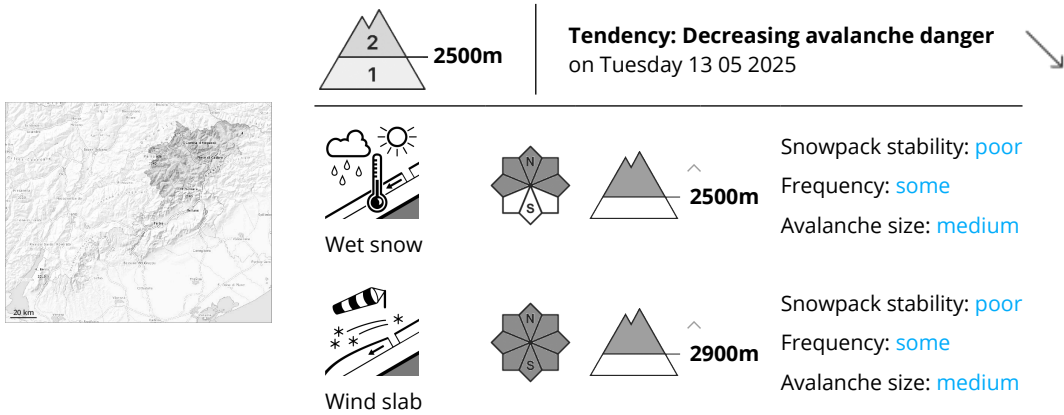 2
1
2500m
Tendency: Decreasing avalanche danger
on Tuesday 13 05 2025
20 km
Wet snow
N
S
2500m
Snowpack stability: poor
Frequency: some
Avalanche size: medium
Wind slab
N
S
2900m
Snowpack stability: poor
Frequency: some
Avalanche size: medium